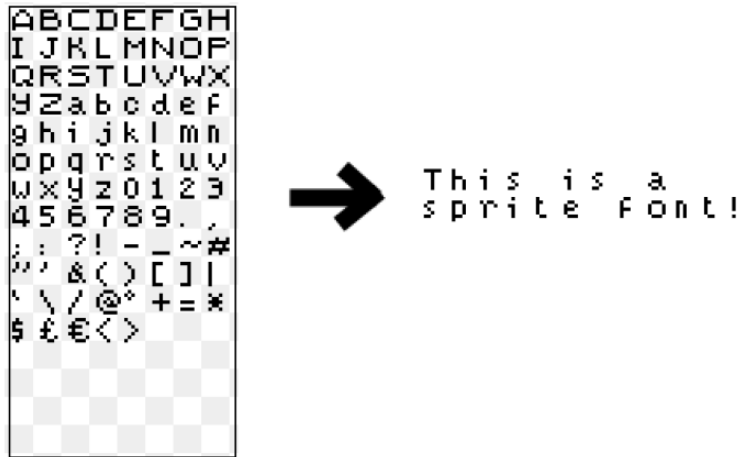 ABCDEFGH
IJKLMNOP
QRSTUVWX
YZabcdef
ghijklmn
opqrstuv
wxyz0123
456789.,
;:?!-_~#
"'&()[]|
`\/@°+=*
$£€<>
This is a
sprite font!